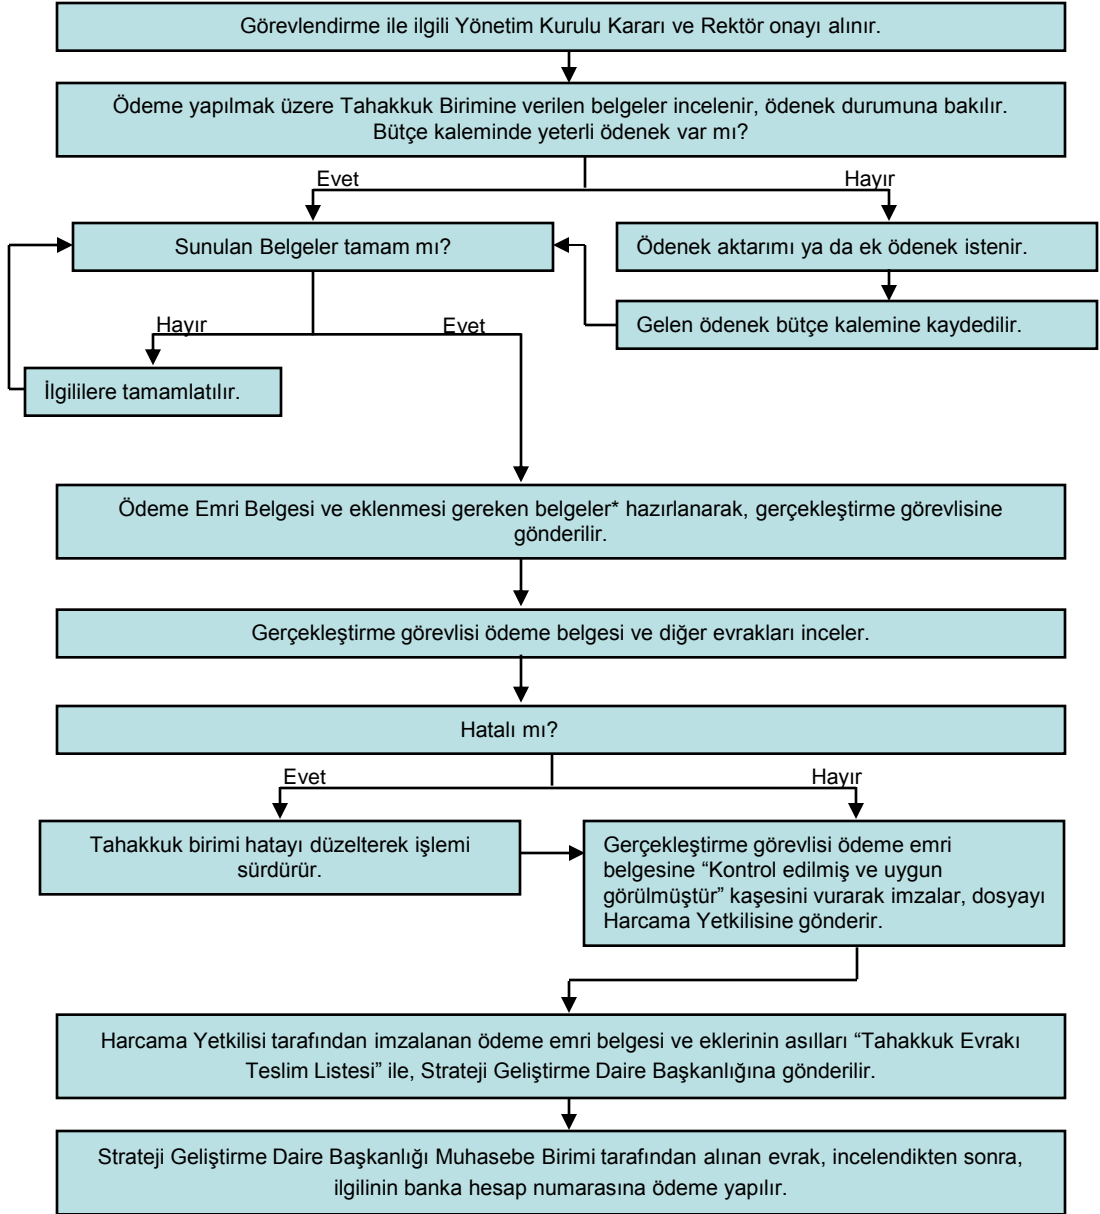 Görevlendirme ile ilgili Yönetim Kurulu Kararı ve Rektör onayı alınır.
Ödeme yapılmak üzere Tahakkuk Birimine verilen belgeler incelenir, ödenek durumuna bakılır.
Bütçe kaleminde yeterli ödenek var mı?
Evet
Hayır
Sunulan Belgeler tamam mı?
Ödenek aktarımı ya da ek ödenek istenir.
Gelen ödenek bütçe kalemine kaydedilir.
Hayır
Evet
İlgililere tamamlatılır.
Ödeme Emri Belgesi ve eklenmesi gereken belgeler* hazırlanarak, gerçekleştirme görevlisine
gönderilir.
Gerçekleştirme görevlisi ödeme belgesi ve diğer evrakları inceler.
Hatalı mı?
Evet
Hayır
Tahakkuk birimi hatayı düzelterek işlemi
sürdürür.
Gerçekleştirme görevlisi ödeme emri
belgesine “Kontrol edilmiş ve uygun
görülmüştür” kaşesini vurarak imzalar, dosyayı
Harcama Yetkilisine gönderir.
Harcama Yetkilisi tarafından imzalanan ödeme emri belgesi ve eklerinin asılları “Tahakkuk Evrakı
Teslim Listesi” ile, Strateji Geliştirme Daire Başkanlığına gönderilir.
Strateji Geliştirme Daire Başkanlığı Muhasebe Birimi tarafından alınan evrak, incelendikten sonra,
ilgilinin banka hesap numarasına ödeme yapılır.